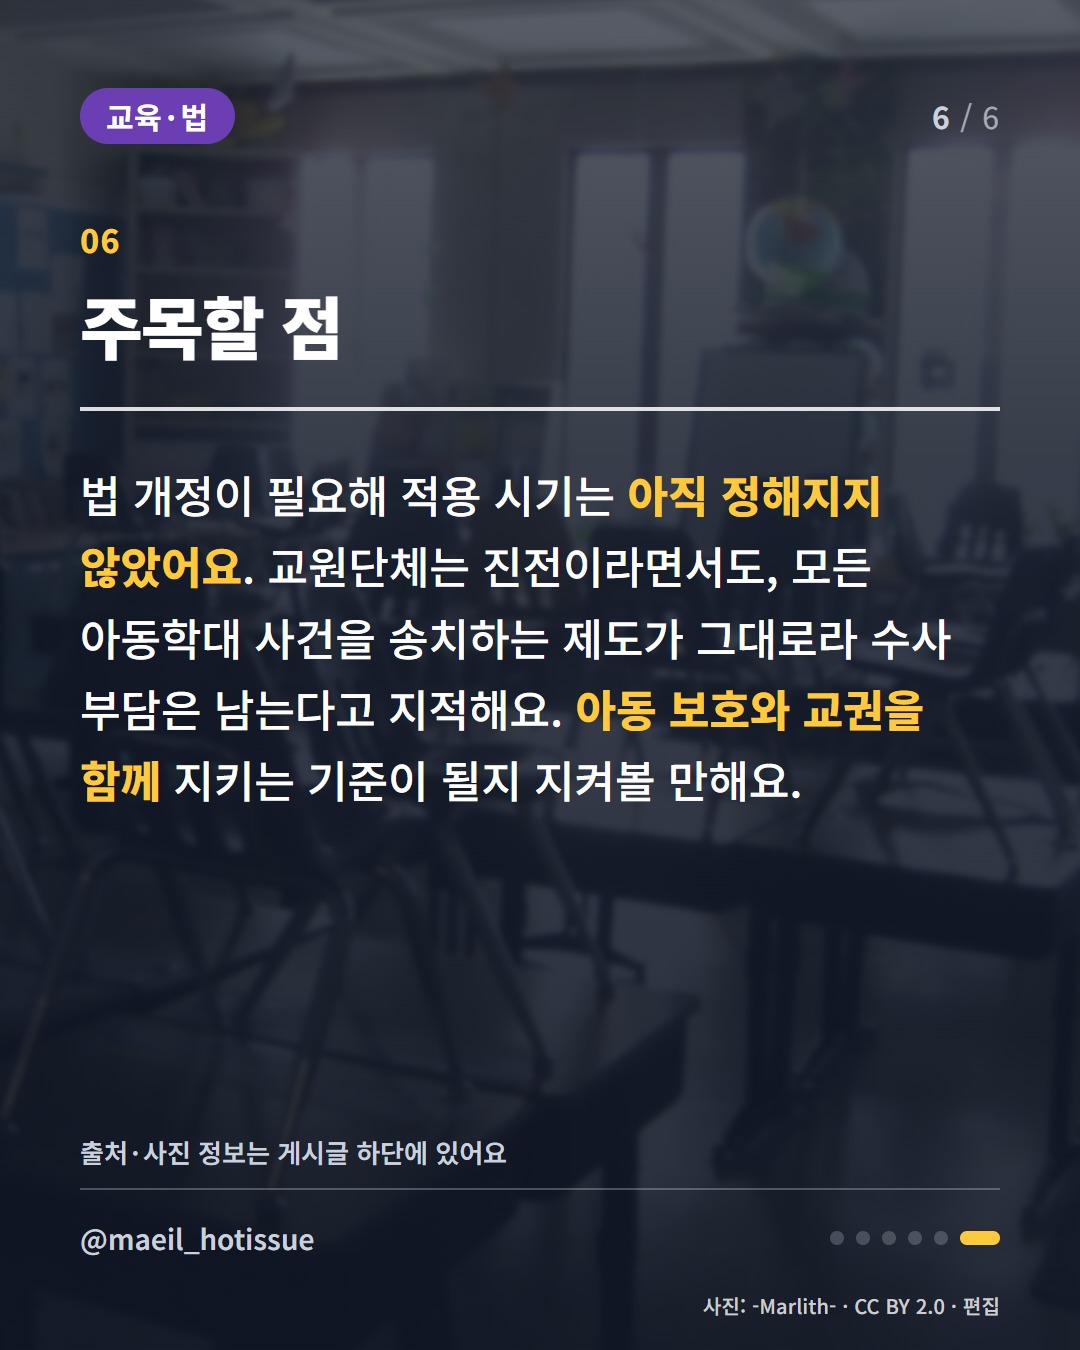 교육·법
6 / 6
06
주목할 점
법 개정이 필요해 적용 시기는 아직 정해지지
않았어요. 교원단체는 진전이라면서도, 모든
아동학대 사건을 송치하는 제도가 그대로라 수사
부담은 남는다고 지적해요. 아동 보호와 교권을
함께 지키는 기준이 될지 지켜볼 만해요.
출처·사진 정보는 게시글 하단에 있어요
@maeil_hotissue
사진: -Marlith- · CC BY 2.0 · 편집